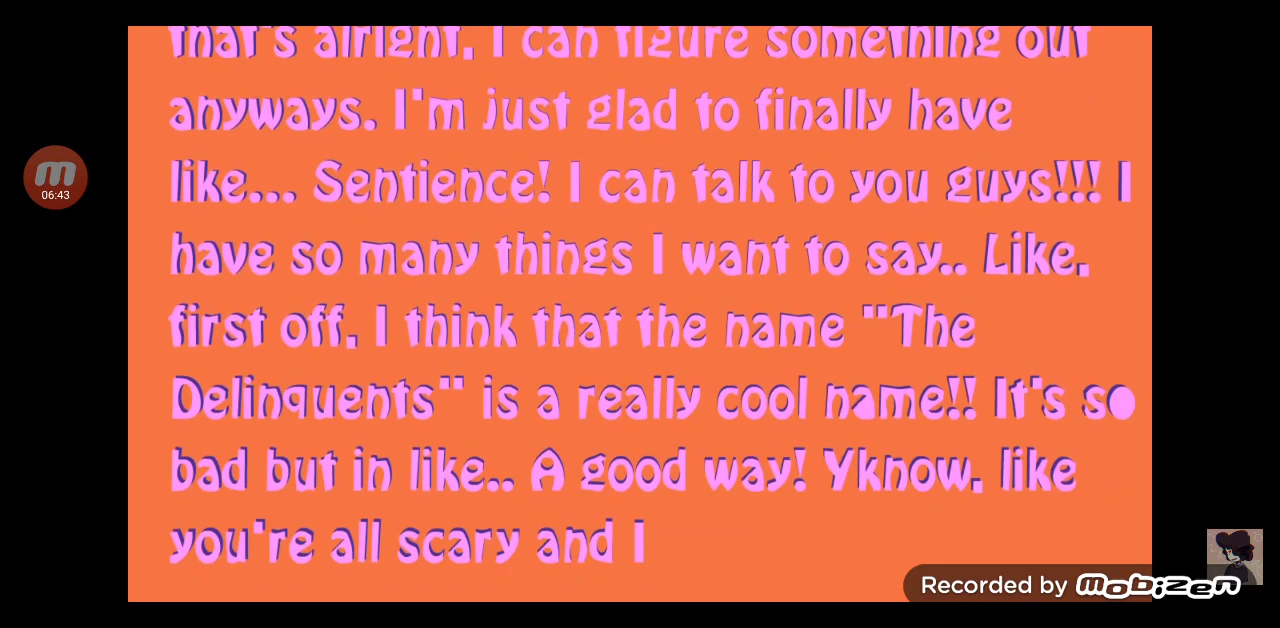 that's alright, I can figure something out
anyways. I'm just glad to finally have
like... Sentience! I can talk to you guys!!! I
have so many things I want to say.. Like,
first off, I think that the name "The
Delinquents" is a really cool name!! It's so
bad but in like.. A good way! Yknow, like
you're all scary and I
m
06:43
Recorded by Mobizen